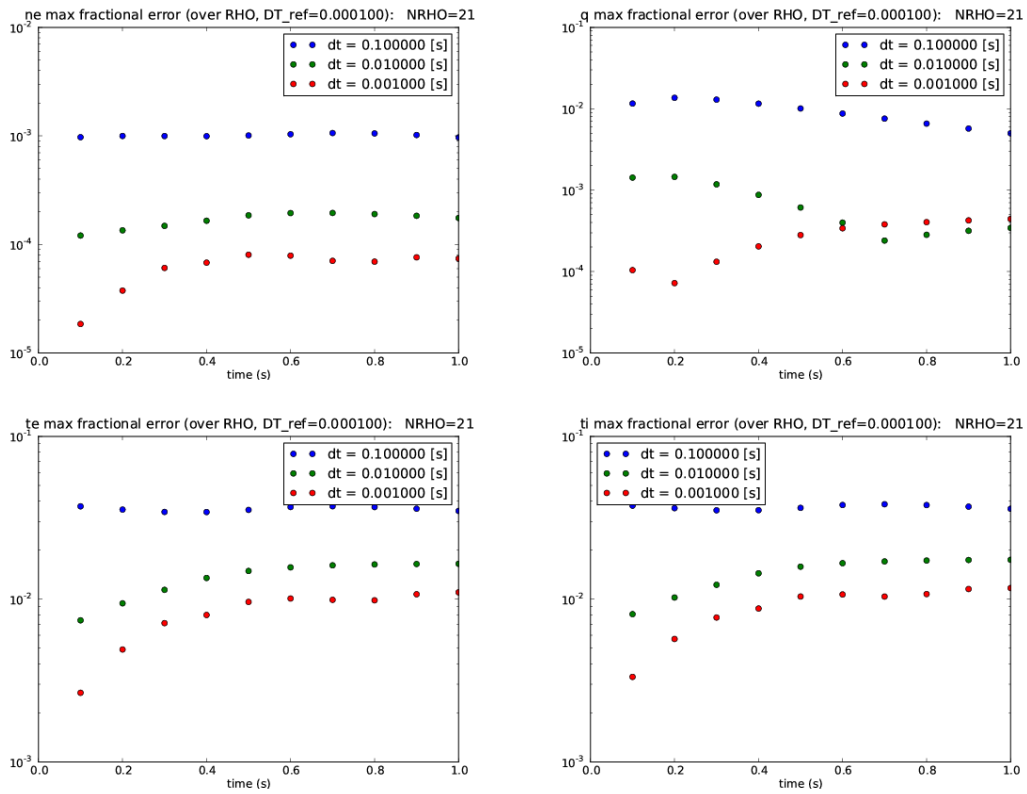 ne max fractional error (over RHO, DT_ref=0.000100):   NRHO=21
10^-2
10^-3
10^-4
10^-5
dt = 0.100000 [s]
dt = 0.010000 [s]
dt = 0.001000 [s]
0.0 0.2 0.4 0.6 0.8 1.0
time (s)
q max fractional error (over RHO, DT_ref=0.000100):   NRHO=21
10^-1
10^-2
10^-3
10^-4
10^-5
dt = 0.100000 [s]
dt = 0.010000 [s]
dt = 0.001000 [s]
0.0 0.2 0.4 0.6 0.8 1.0
time (s)
te max fractional error (over RHO, DT_ref=0.000100):   NRHO=21
10^-1
10^-2
10^-3
dt = 0.100000 [s]
dt = 0.010000 [s]
dt = 0.001000 [s]
0.0 0.2 0.4 0.6 0.8 1.0
time (s)
ti max fractional error (over RHO, DT_ref=0.000100):   NRHO=21
10^-1
10^-2
10^-3
dt = 0.100000 [s]
dt = 0.010000 [s]
dt = 0.001000 [s]
0.0 0.2 0.4 0.6 0.8 1.0
time (s)